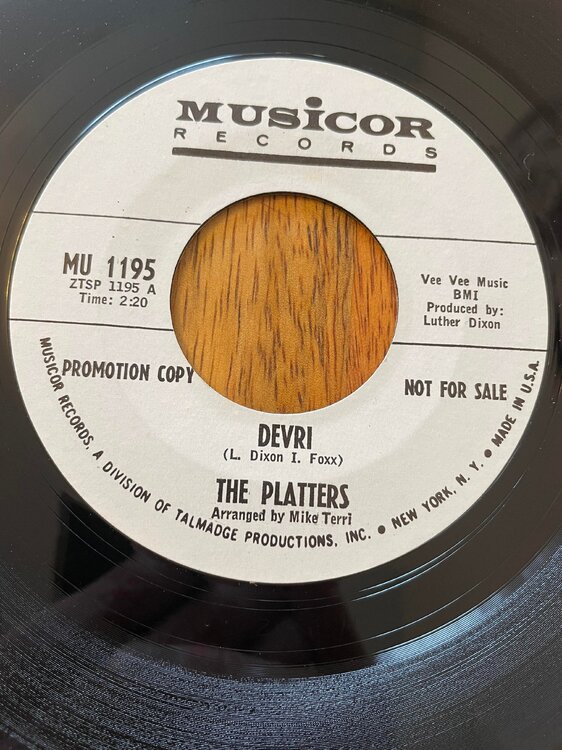 MUSiCOR
RECORDS
MU 1195
ZTSP 1195 A
Time: 2:20
Vee Vee Music
BMI
Produced by:
Luther Dixon
PROMOTION COPY
NOT FOR SALE
DEVRI
(L. Dixon I. Foxx)
THE PLATTERS
Arranged by Mike Terri
MUSICOR RECORDS, A DIVISION OF TALMADGE PRODUCTIONS, INC. • NEW YORK, N. Y. • MADE IN U.S.A.